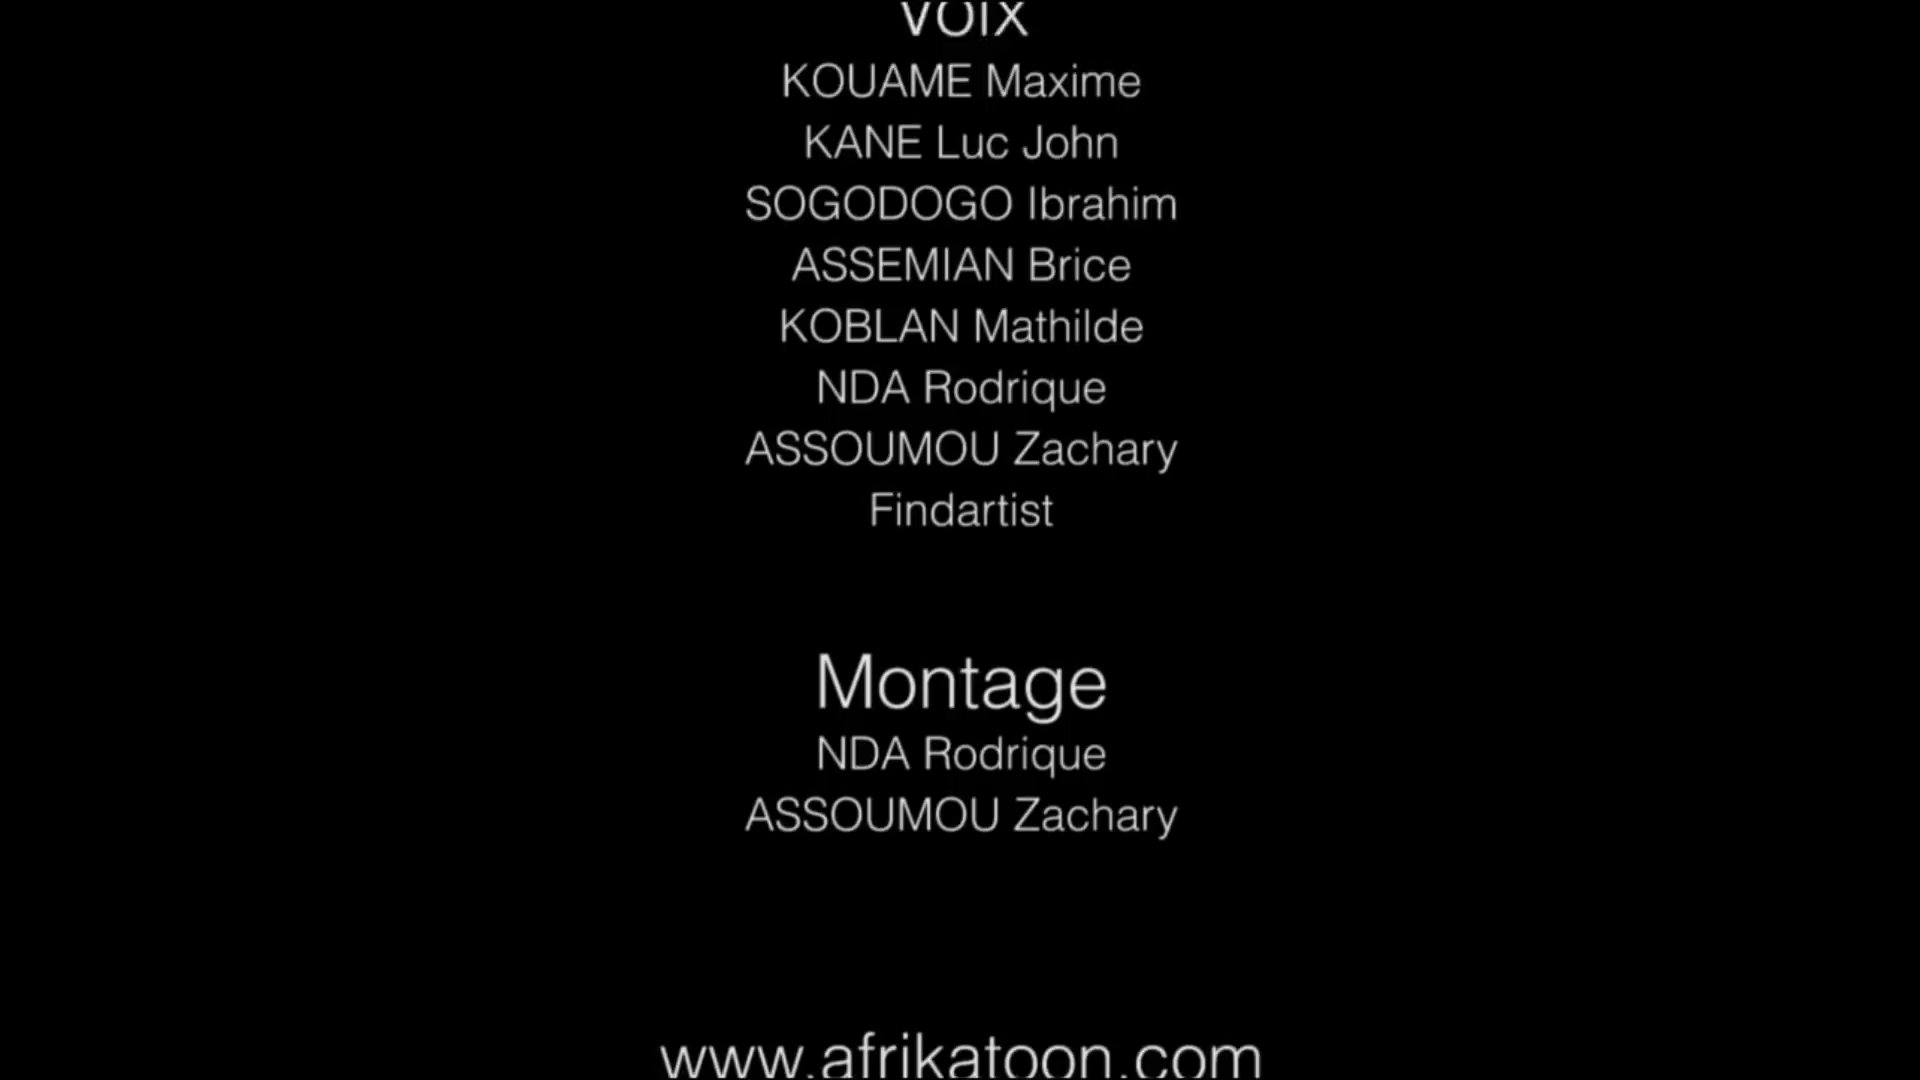 VOIX
KOUAME Maxime
KANE Luc John
SOGODOGO Ibrahim
ASSEMIAN Brice
KOBLAN Mathilde
NDA Rodrique
ASSOUMOU Zachary
Findartist
Montage
NDA Rodrique
ASSOUMOU Zachary
www.afrikatoon.com